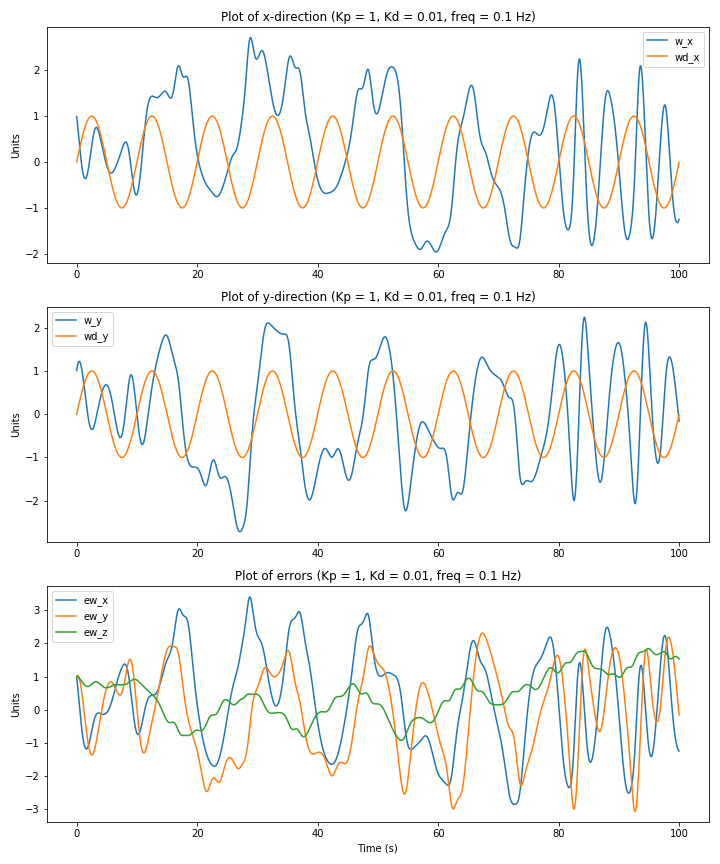 Plot of x-direction (Kp = 1, Kd = 0.01, freq = 0.1 Hz)
w_x
wd_x
Units
2
1
0
−1
−2
0 20 40 60 80 100
Plot of y-direction (Kp = 1, Kd = 0.01, freq = 0.1 Hz)
w_y
wd_y
Units
2
1
0
−1
−2
0 20 40 60 80 100
Plot of errors (Kp = 1, Kd = 0.01, freq = 0.1 Hz)
ew_x
ew_y
ew_z
Units
3
2
1
0
−1
−2
−3
0 20 40 60 80 100
Time (s)